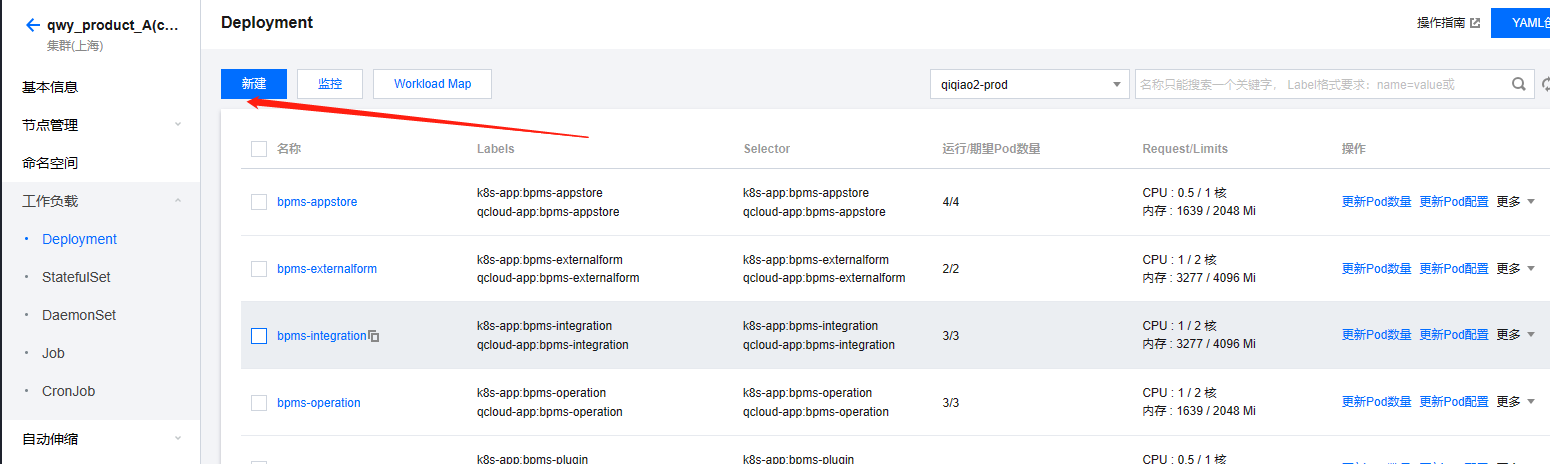 qwy_product_A(c...
集群(上海)
基本信息
节点管理
命名空间
工作负载
Deployment
StatefulSet
DaemonSet
Job
CronJob
自动伸缩
Deployment
操作指南
YAML创
新建
监控
Workload Map
qiqiao2-prod
名称只能搜索一个关键字， Label格式要求：name=value或
名称 Labels Selector 运行/期望Pod数量 Request/Limits 操作
bpms-appstore
k8s-app:bpms-appstore
qcloud-app:bpms-appstore
k8s-app:bpms-appstore
qcloud-app:bpms-appstore
4/4
CPU : 0.5 / 1 核
内存 : 1639 / 2048 Mi
更新Pod数量 更新Pod配置 更多
bpms-externalform
k8s-app:bpms-externalform
qcloud-app:bpms-externalform
k8s-app:bpms-externalform
qcloud-app:bpms-externalform
2/2
CPU : 1 / 2 核
内存 : 3277 / 4096 Mi
更新Pod数量 更新Pod配置 更多
bpms-integration
k8s-app:bpms-integration
qcloud-app:bpms-integration
k8s-app:bpms-integration
qcloud-app:bpms-integration
3/3
CPU : 1 / 2 核
内存 : 3277 / 4096 Mi
更新Pod数量 更新Pod配置 更多
bpms-operation
k8s-app:bpms-operation
qcloud-app:bpms-operation
k8s-app:bpms-operation
qcloud-app:bpms-operation
3/3
CPU : 1 / 2 核
内存 : 1639 / 2048 Mi
更新Pod数量 更新Pod配置 更多
k8s-app:bpms-plugin
k8s-app:bpms-plugin
CPU : 0.5 / 1 核